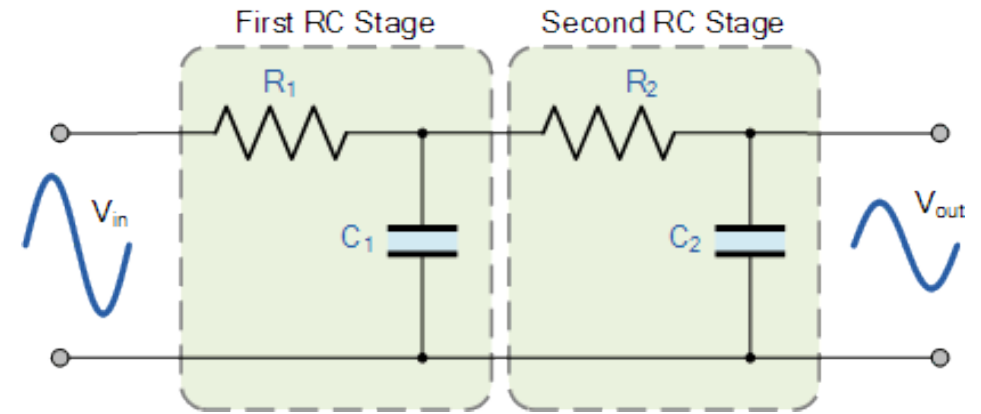 First RC Stage
Second RC Stage
R₁
R₂
Vin
C₁
C₂
Vout